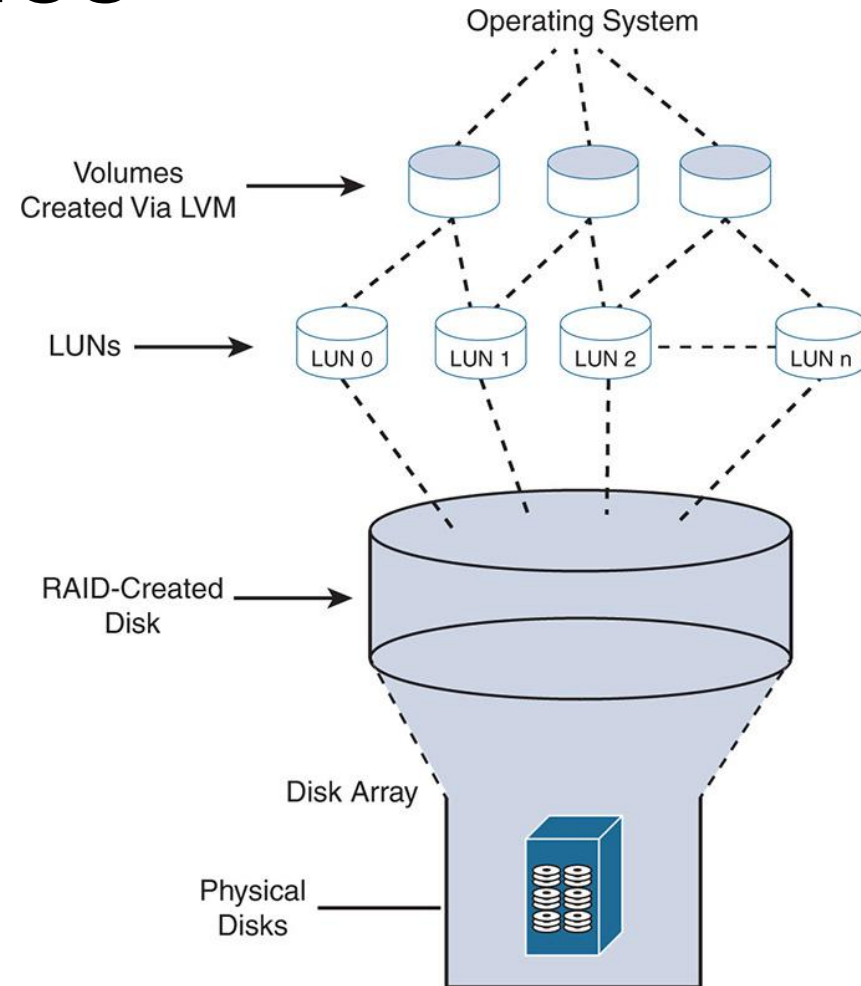 Operating System
Volumes
Created Via LVM
LUNs
LUN 0
LUN 1
LUN 2
LUN n
RAID-Created
Disk
Disk Array
Physical
Disks